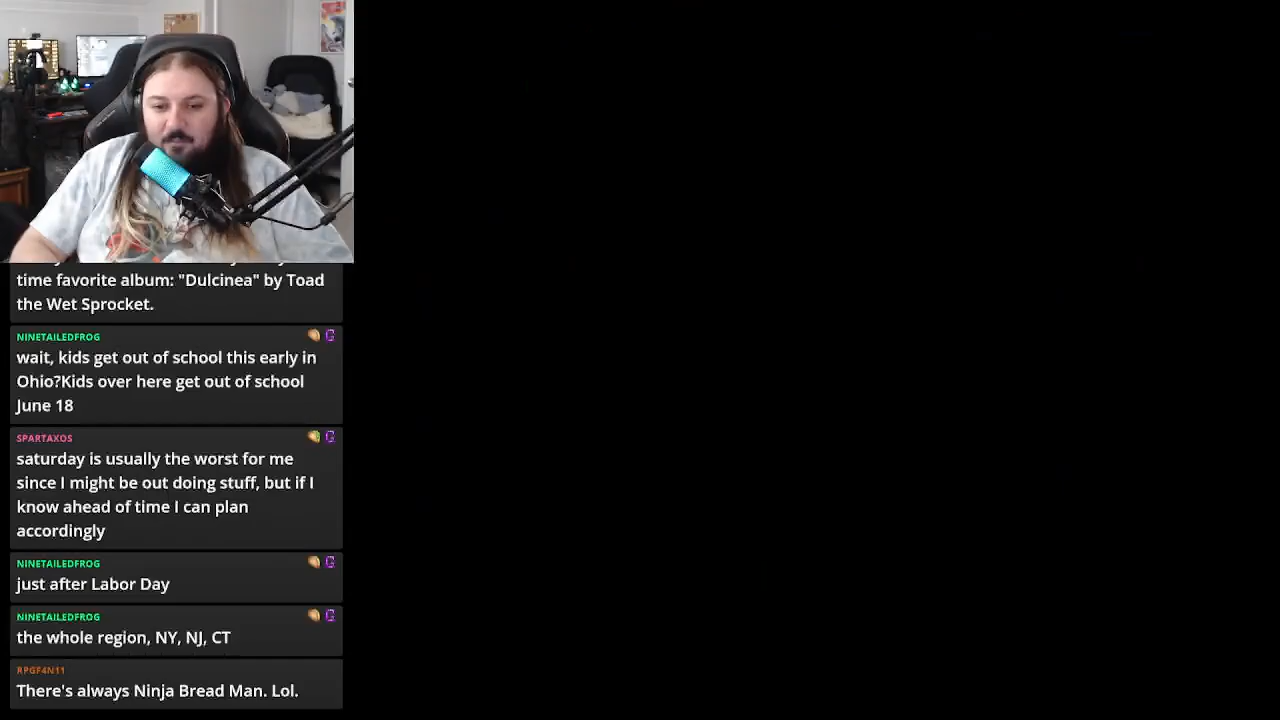 time favorite album: "Dulcinea" by Toad
the Wet Sprocket.
NINETAILEDFROG
wait, kids get out of school this early in
Ohio?Kids over here get out of school
June 18
SPARTAXOS
saturday is usually the worst for me
since I might be out doing stuff, but if I
know ahead of time I can plan
accordingly
NINETAILEDFROG
just after Labor Day
NINETAILEDFROG
the whole region, NY, NJ, CT
RPGF4N11
There's always Ninja Bread Man. Lol.